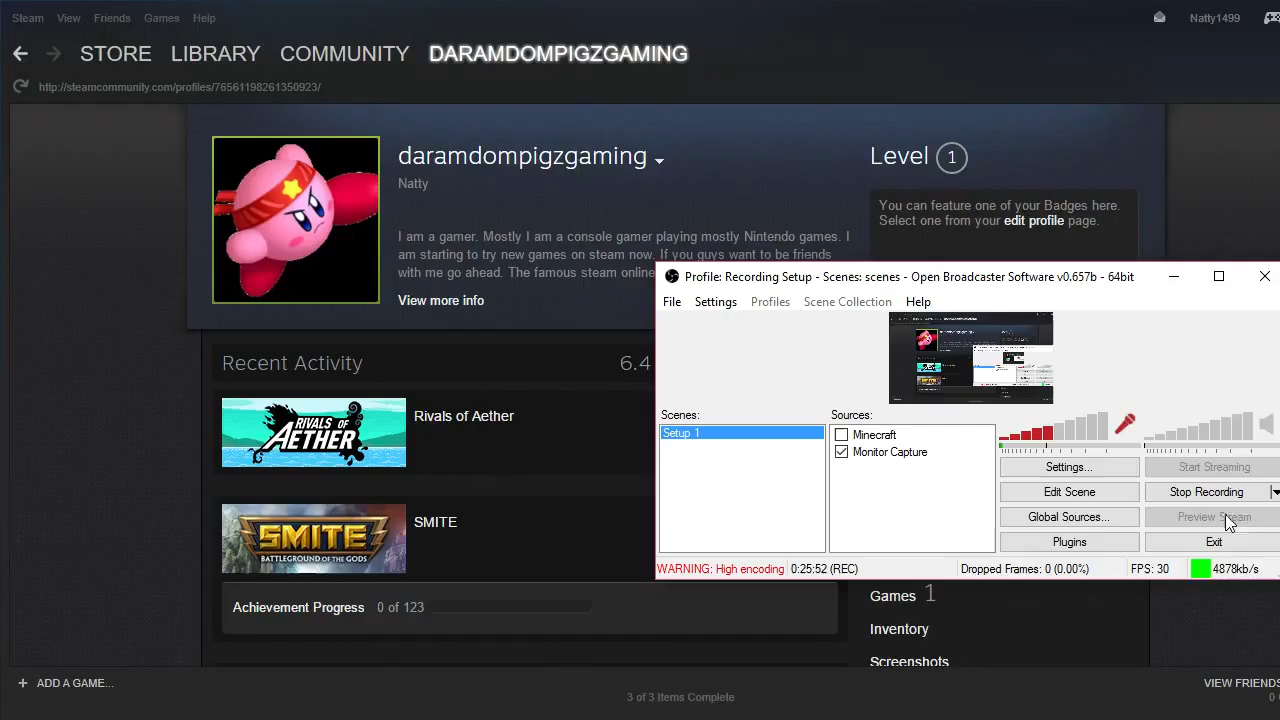 Steam View Friends Games Help
Natty1499
STORE LIBRARY COMMUNITY DARAMDOMPIGZGAMING
http://steamcommunity.com/profiles/76561198261350923/
daramdompigzgaming
Natty
I am a gamer. Mostly I am a console gamer playing mostly Nintendo games. I
am starting to try new games on steam now. If you guys want to be friends
with me go ahead. The famous steam online
View more info
Level 1
You can feature one of your Badges here.
Select one from your edit profile page.
Recent Activity 6.4
RIVALS OF
AETHER
Rivals of Aether
SMITE
BATTLEGROUND OF THE GODS
SMITE
Achievement Progress 0 of 123
Profile: Recording Setup - Scenes: scenes - Open Broadcaster Software v0.657b - 64bit
File Settings Profiles Scene Collection Help
Scenes:
Setup 1
Sources:
Minecraft
Monitor Capture
Settings... Start Streaming
Edit Scene Stop Recording
Global Sources... Preview Stream
Plugins Exit
WARNING: High encoding 0:25:52 (REC) Dropped Frames: 0 (0.00%) FPS: 30 4878kb/s
Games 1
Inventory
Screenshots
+ ADD A GAME...
3 of 3 Items Complete
VIEW FRIENDS
0